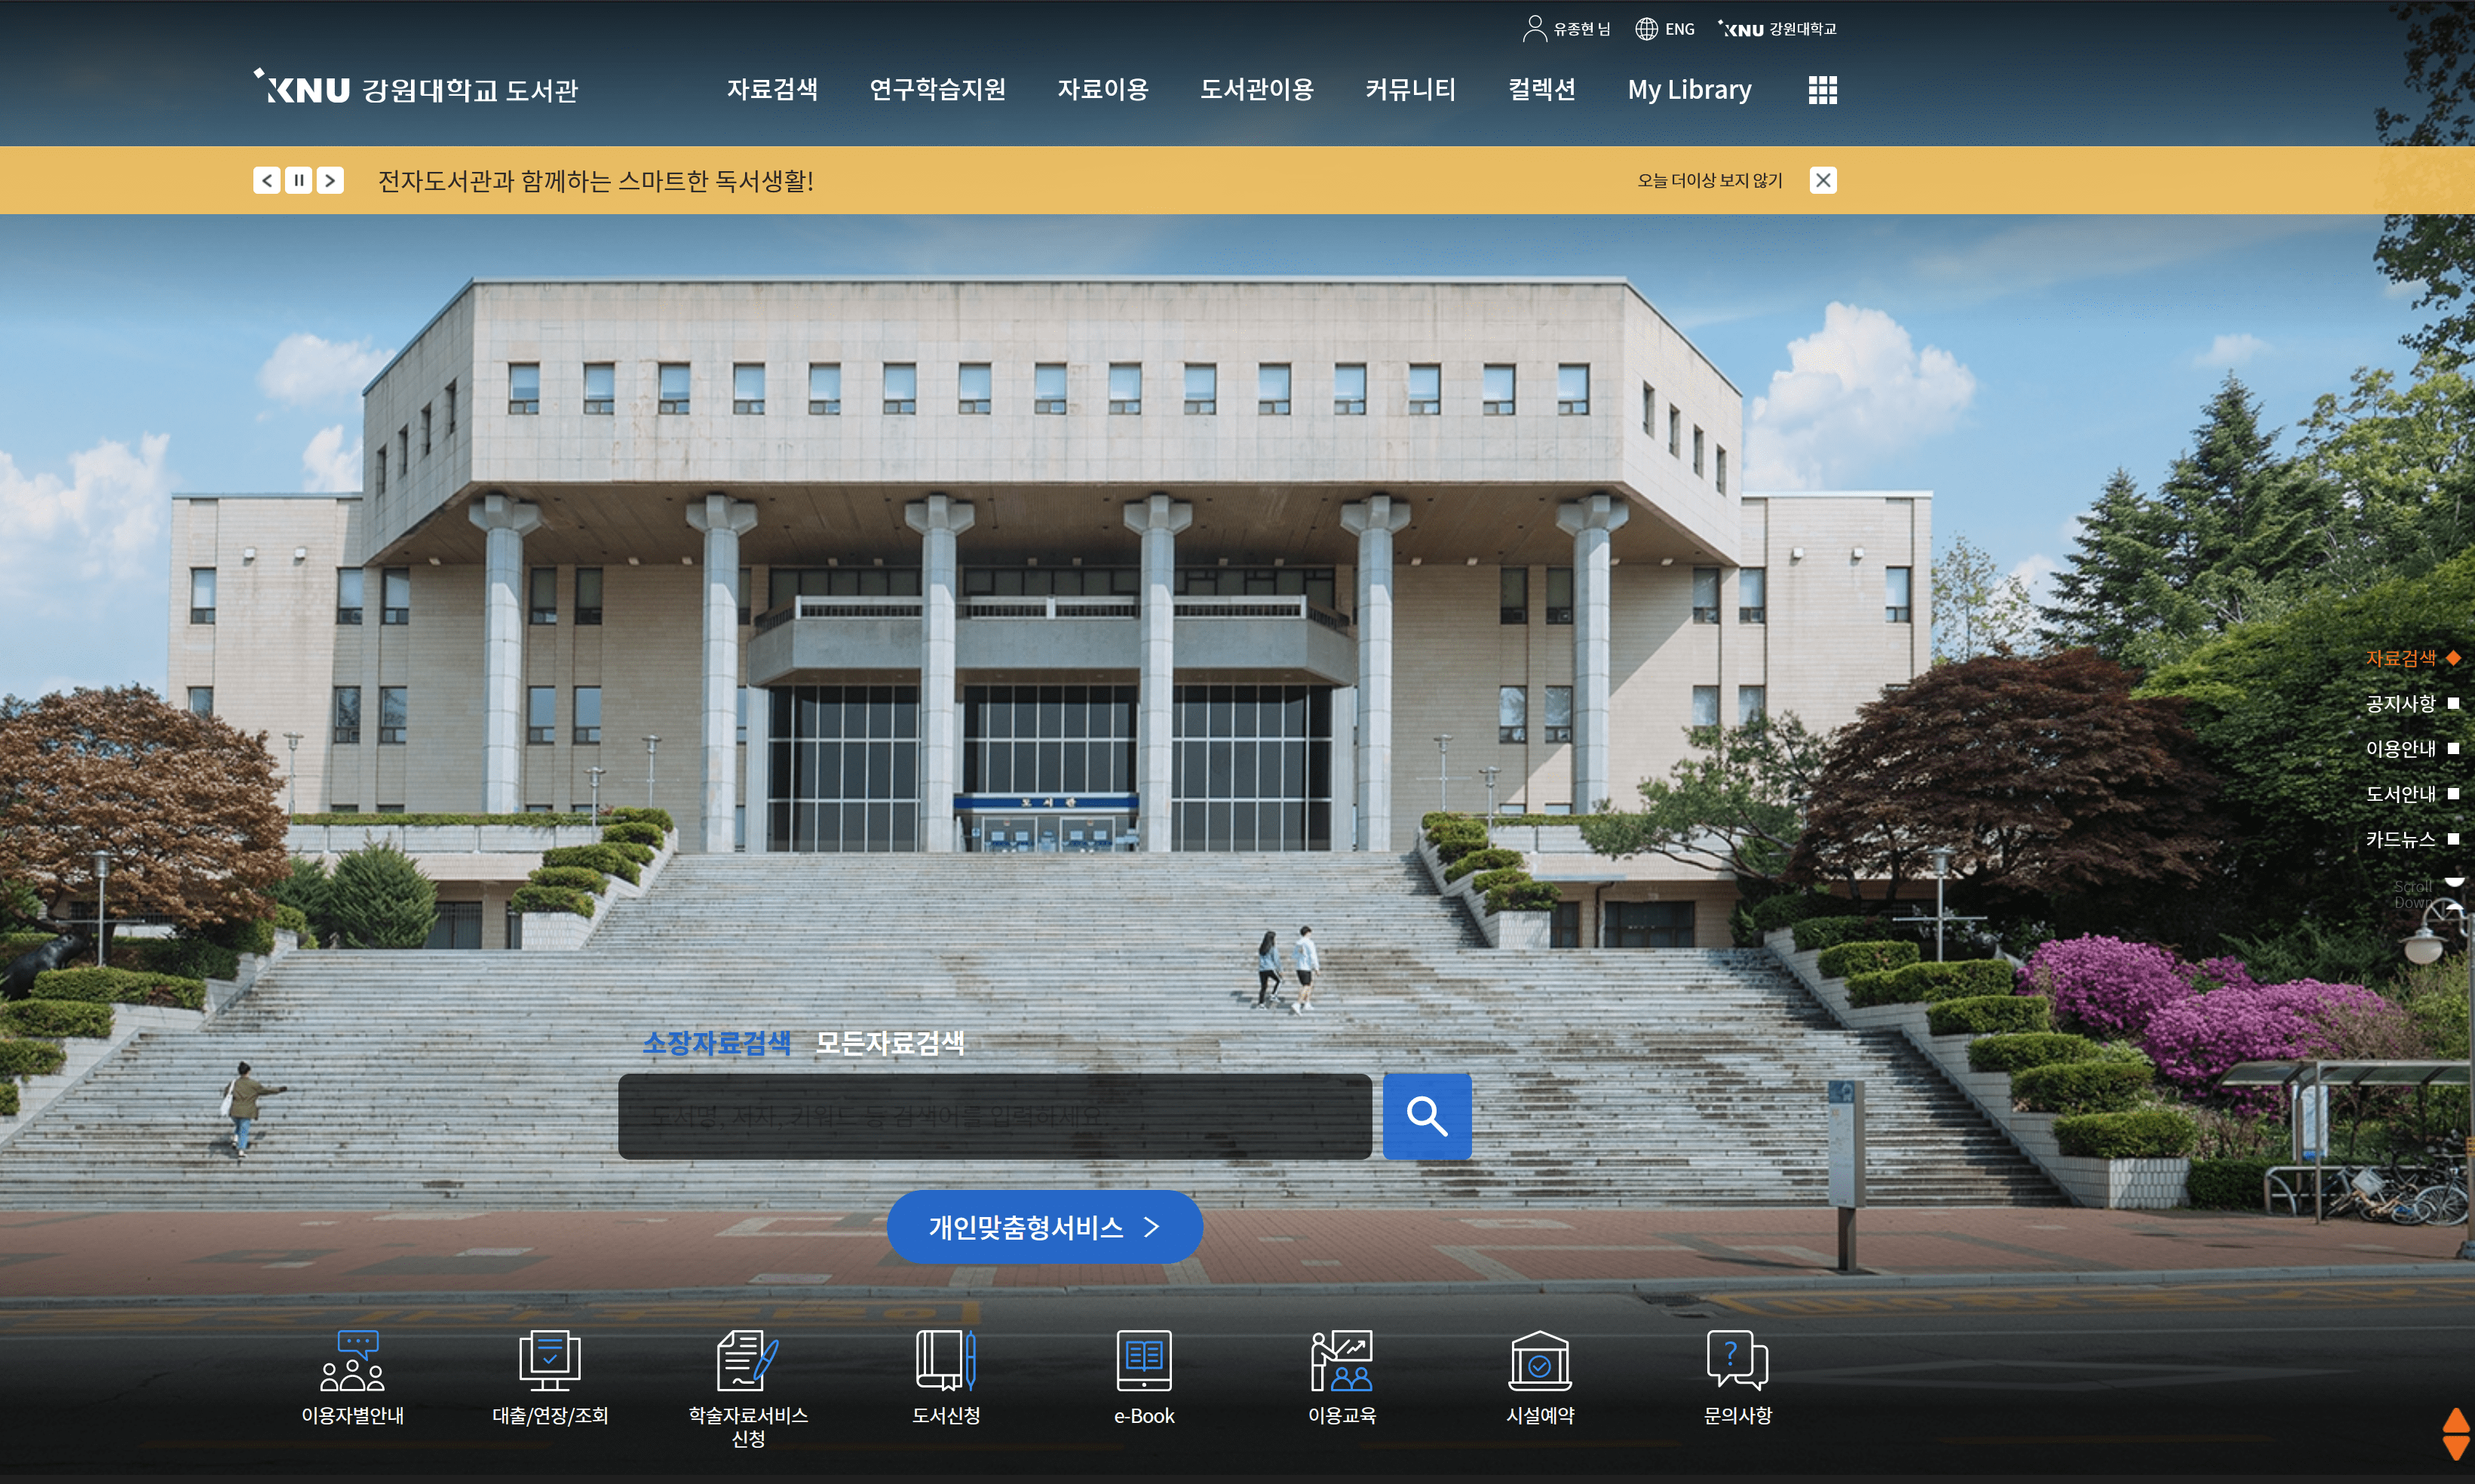 유종현 님 ENG KNU 강원대학교
KNU 강원대학교 도서관
자료검색 연구학습지원 자료이용 도서관이용 커뮤니티 컬렉션 My Library
전자도서관과 함께하는 스마트한 독서생활!
오늘 더이상 보지 않기
자료검색
공지사항
이용안내
도서안내
카드뉴스
Scroll
Down
도 서 관
소장자료검색 모든자료검색
도서명, 저자, 키워드 등 검색어를 입력하세요.
개인맞춤형서비스
이용자별안내
대출/연장/조회
학술자료서비스
신청
도서신청
e-Book
이용교육
시설예약
문의사항